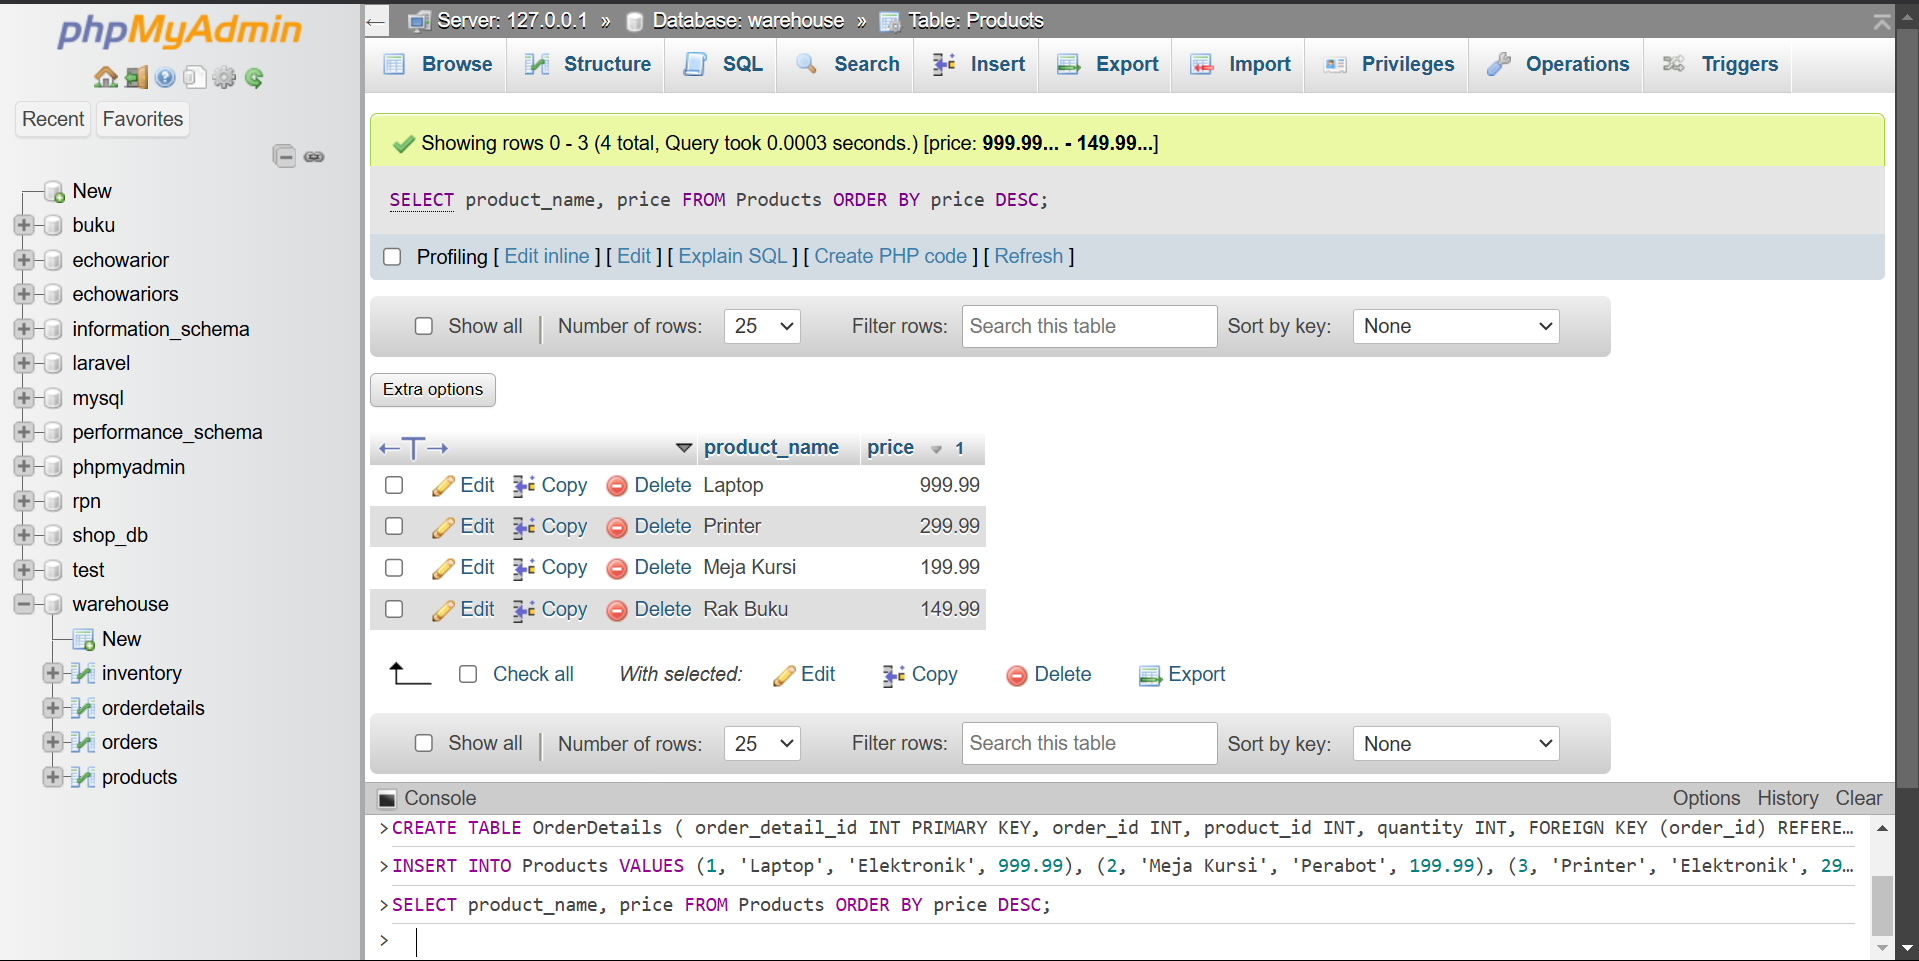 phpMyAdmin
Recent Favorites
New
buku
echowarior
echowariors
information_schema
laravel
mysql
performance_schema
phpmyadmin
rpn
shop_db
test
warehouse
New
inventory
orderdetails
orders
products
← Server: 127.0.0.1 » Database: warehouse » Table: Products
Browse Structure SQL Search Insert Export Import Privileges Operations Triggers
Showing rows 0 - 3 (4 total, Query took 0.0003 seconds.) [price: 999.99... - 149.99...]
SELECT product_name, price FROM Products ORDER BY price DESC;
Profiling [ Edit inline ] [ Edit ] [ Explain SQL ] [ Create PHP code ] [ Refresh ]
Show all | Number of rows: 25 Filter rows: Search this table Sort by key: None
Extra options
←T→ product_name price 1
Edit Copy Delete Laptop 999.99
Edit Copy Delete Printer 299.99
Edit Copy Delete Meja Kursi 199.99
Edit Copy Delete Rak Buku 149.99
Check all With selected: Edit Copy Delete Export
Show all | Number of rows: 25 Filter rows: Search this table Sort by key: None
Console Options History Clear
>CREATE TABLE OrderDetails ( order_detail_id INT PRIMARY KEY, order_id INT, product_id INT, quantity INT, FOREIGN KEY (order_id) REFERE…
>INSERT INTO Products VALUES (1, 'Laptop', 'Elektronik', 999.99), (2, 'Meja Kursi', 'Perabot', 199.99), (3, 'Printer', 'Elektronik', 29…
>SELECT product_name, price FROM Products ORDER BY price DESC;
>